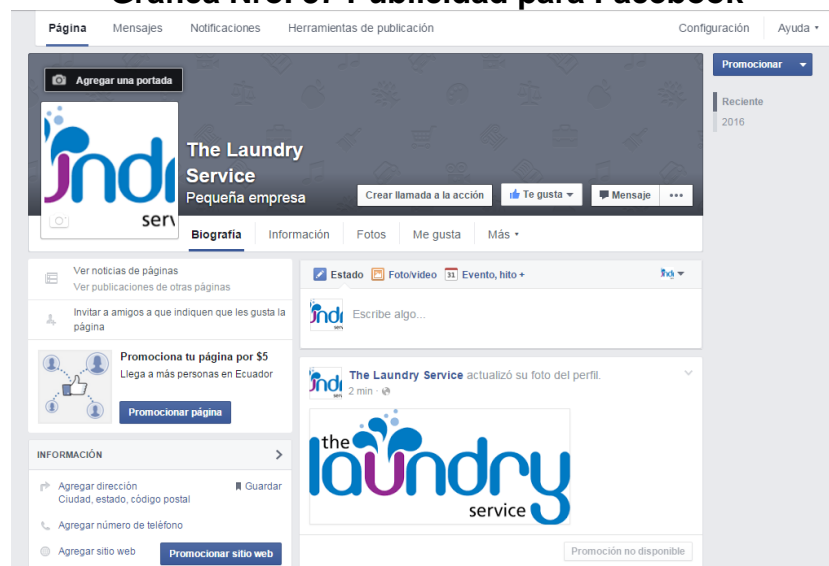 Gráfica Nro. 37 Publicidad para Facebook
Página Mensajes Notificaciones Herramientas de publicación Configuración Ayuda
Agregar una portada
Promocionar
Reciente
2016
The Laundry
Service
Pequeña empresa
Crear llamada a la acción Te gusta Mensaje
Biografía Información Fotos Me gusta Más
Ver noticias de páginas
Ver publicaciones de otras páginas
Invitar a amigos a que indiquen que les gusta la
página
Promociona tu página por $5
Llega a más personas en Ecuador
Promocionar página
INFORMACIÓN
Agregar dirección Guardar
Ciudad, estado, código postal
Agregar número de teléfono
Agregar sitio web Promocionar sitio web
Estado Foto/video 31 Evento, hito +
Escribe algo...
The Laundry Service actualizó su foto del perfil.
2 min
the
laundry
service
Promoción no disponible